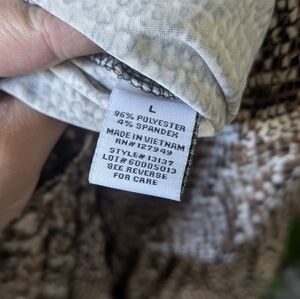 L
96% POLYESTER
4% SPANDEX
MADE IN VIETNAM
RN# 127949
STYLE# 13137
LOT# 60005013
SEE REVERSE
FOR CARE